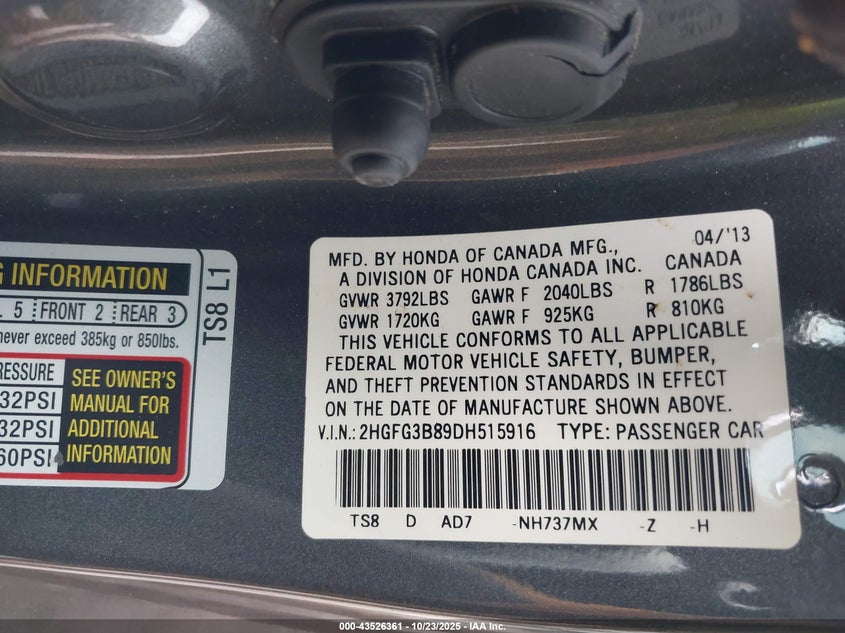 G INFORMATION
5 FRONT 2 REAR 3
never exceed 385kg or 850lbs.
RESSURE
32PSI
32PSI
60PSI
SEE OWNER'S
MANUAL FOR
ADDITIONAL
INFORMATION
TS8 L1
MFD. BY HONDA OF CANADA MFG., 04/'13
A DIVISION OF HONDA CANADA INC. CANADA
GVWR 3792LBS GAWR F 2040LBS R 1786LBS
GVWR 1720KG GAWR F 925KG R 810KG
THIS VEHICLE CONFORMS TO ALL APPLICABLE
FEDERAL MOTOR VEHICLE SAFETY, BUMPER,
AND THEFT PREVENTION STANDARDS IN EFFECT
ON THE DATE OF MANUFACTURE SHOWN ABOVE.
V.I.N.: 2HGFG3B89DH515916 TYPE: PASSENGER CAR
TS8 D AD7 -NH737MX -Z -H
000-43526361 - 10/23/2025 - IAA Inc.